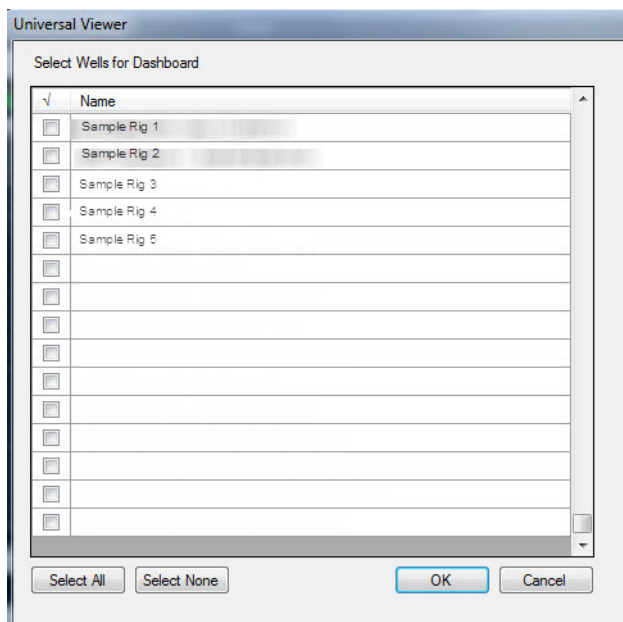 Universal Viewer
Select Wells for Dashboard
√ Name
Sample Rig 1
Sample Rig 2
Sample Rig 3
Sample Rig 4
Sample Rig 5
Select All Select None OK Cancel